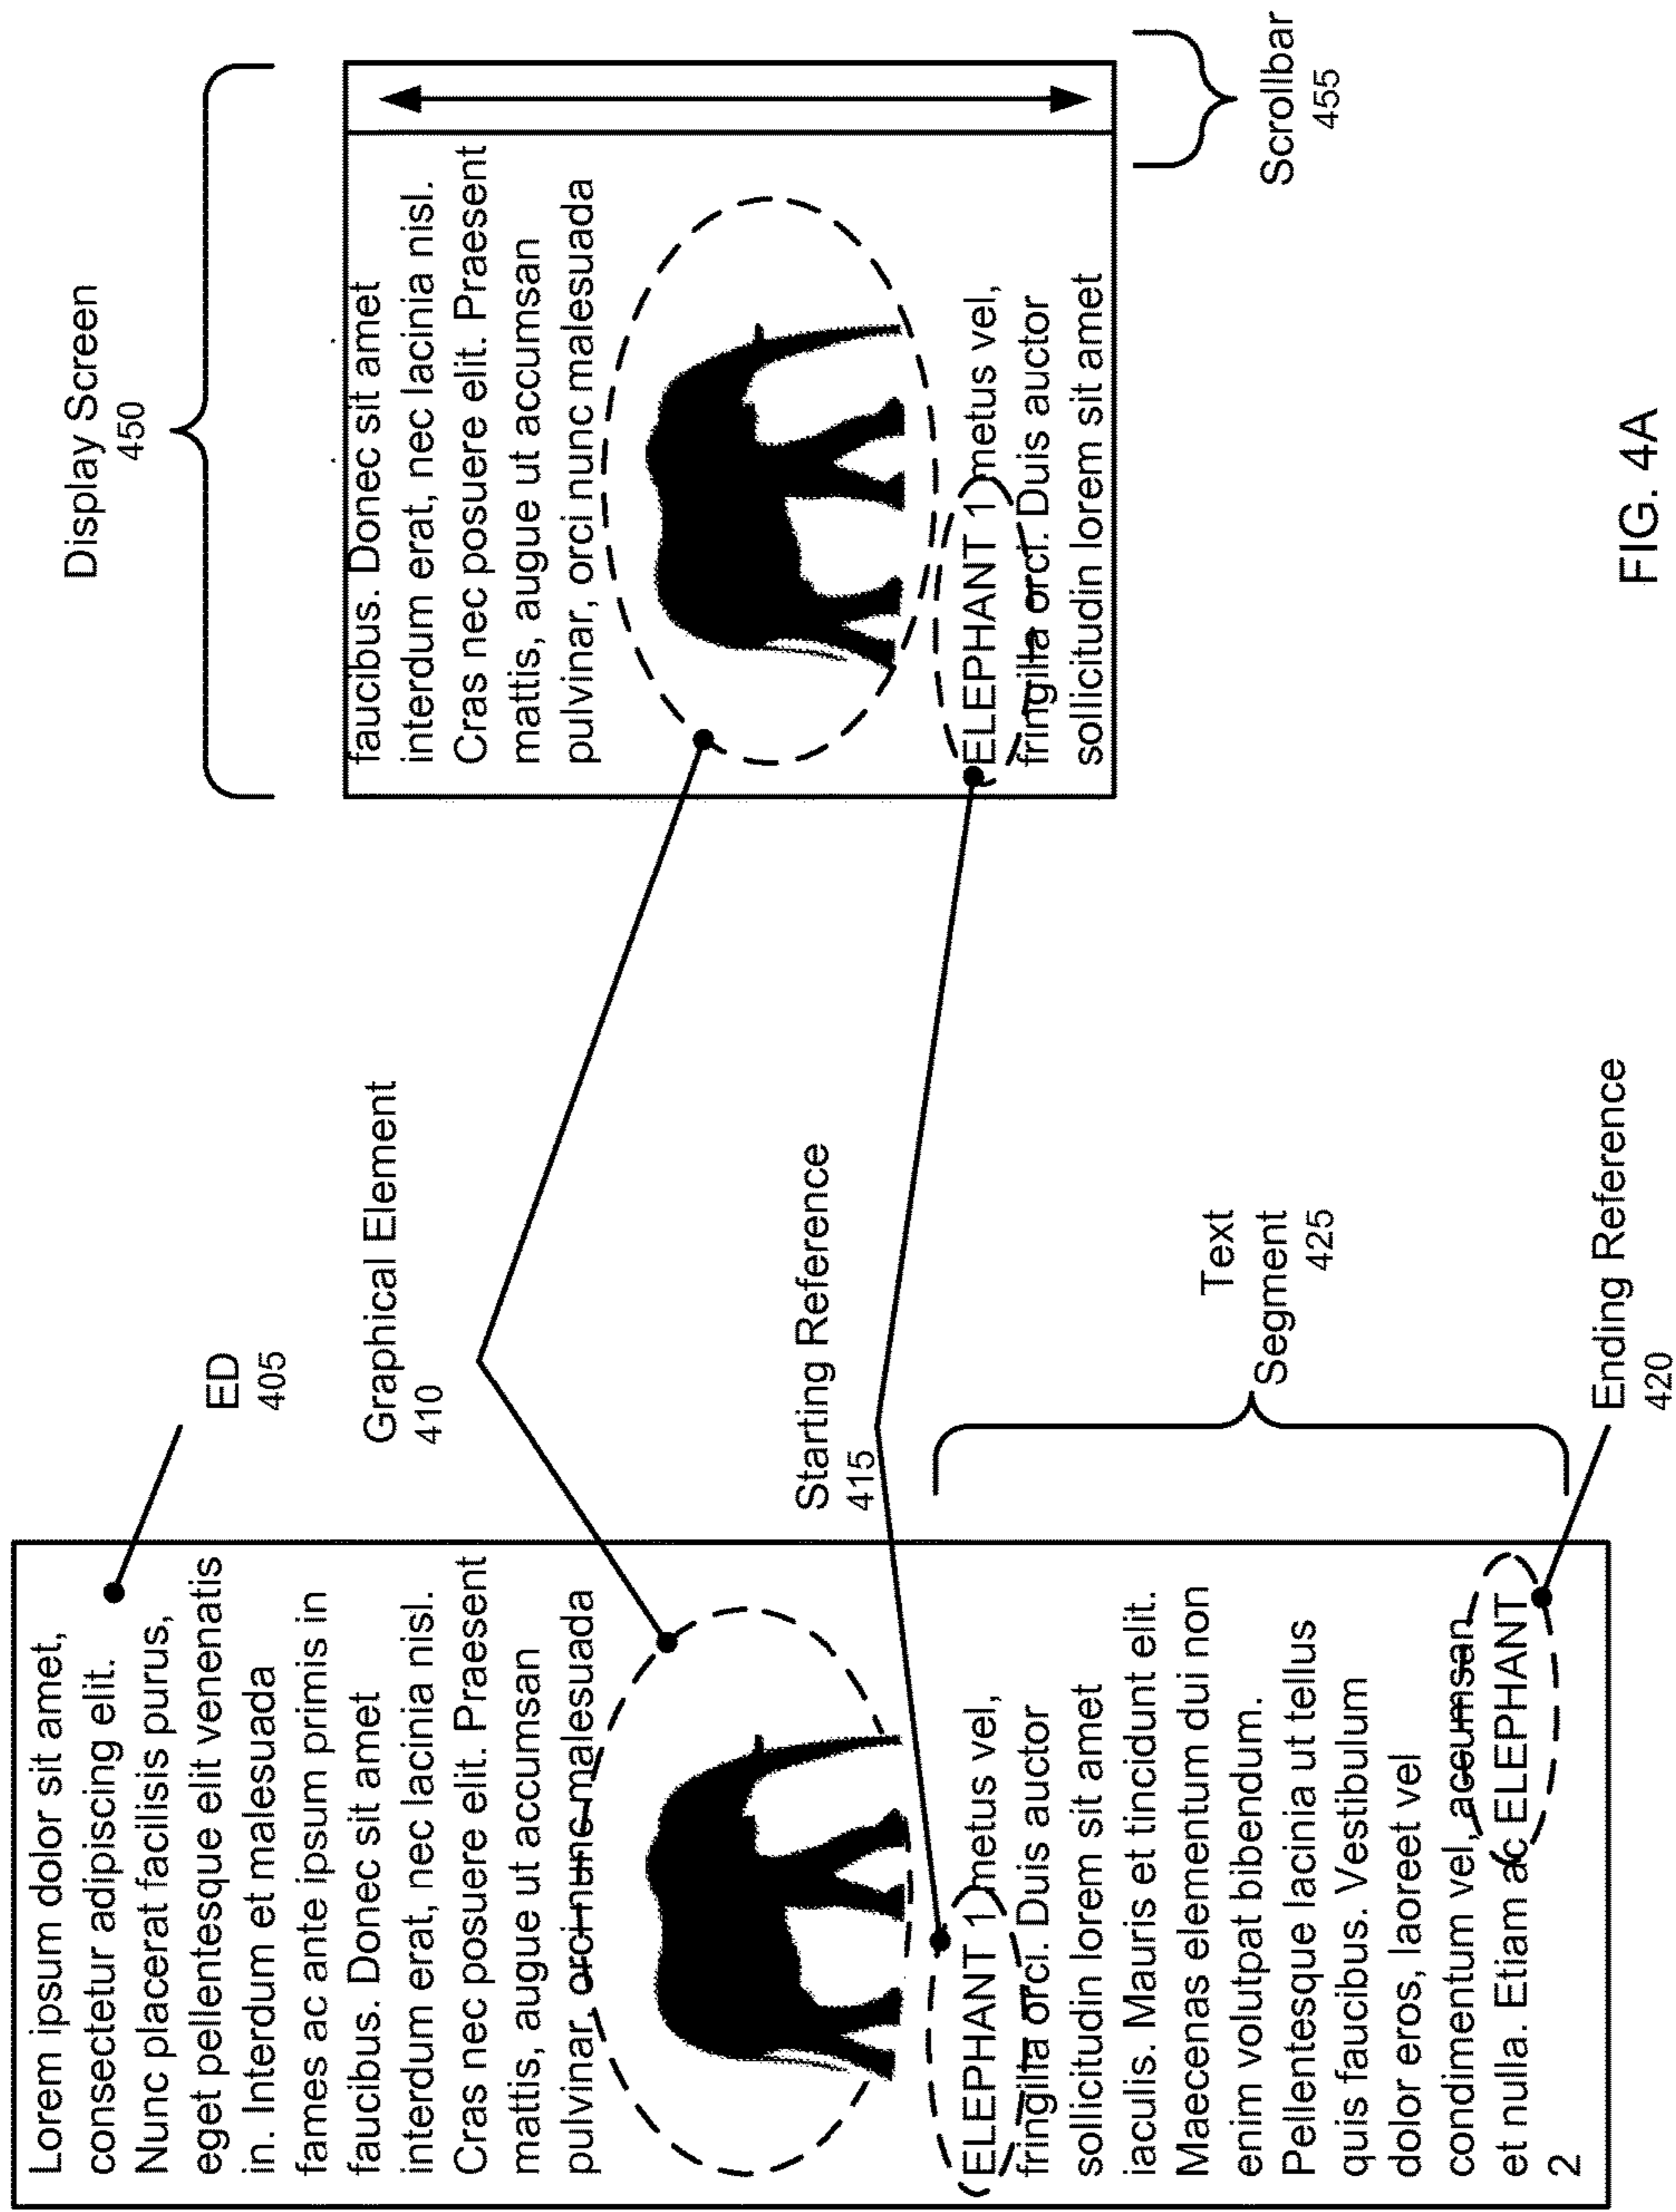 Lorem ipsum dolor sit amet,
consectetur adipiscing elit.
Nunc placerat facilisis purus,
eget pellentesque elit venenatis
in. Interdum et malesuada
fames ac ante ipsum primis in
faucibus. Donec sit amet
interdum erat, nec lacinia nisl.
Cras nec posuere elit. Praesent
mattis, augue ut accumsan
pulvinar, orci nunc malesuada
ELEPHANT 1 metus vel,
fringilla orci. Duis auctor
sollicitudin lorem sit amet
iaculis. Mauris et tincidunt elit.
Maecenas elementum dui non
enim volutpat bibendum.
Pellentesque lacinia ut tellus
quis faucibus. Vestibulum
dolor eros, laoreet vel
condimentum vel, accumsan
et nulla. Etiam ac ELEPHANT
2
ED
405
Graphical Element
410
Starting Reference
415
Text
Segment
425
Ending Reference
420
Display Screen
450
faucibus. Donec sit amet
interdum erat, nec lacinia nisl.
Cras nec posuere elit. Praesent
mattis, augue ut accumsan
pulvinar, orci nunc malesuada
ELEPHANT 1 metus vel,
fringilla orci. Duis auctor
sollicitudin lorem sit amet
Scrollbar
455
FIG. 4A